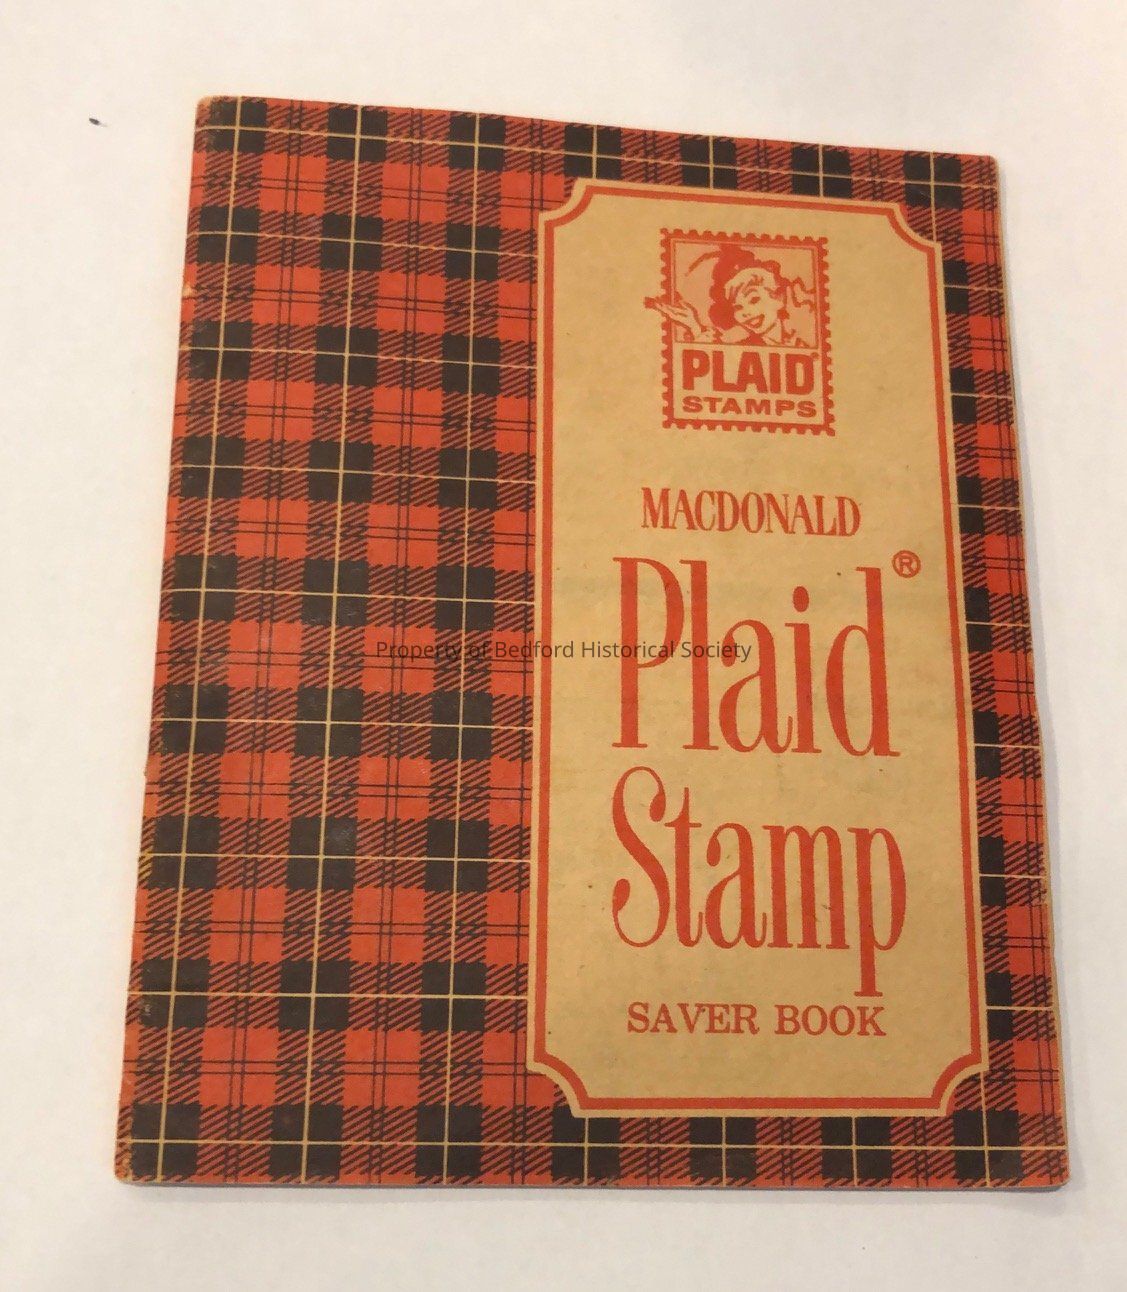 PLAID®
STAMPS
MACDONALD
Plaid®
Property of Bedford Historical Society
Stamp
SAVER BOOK